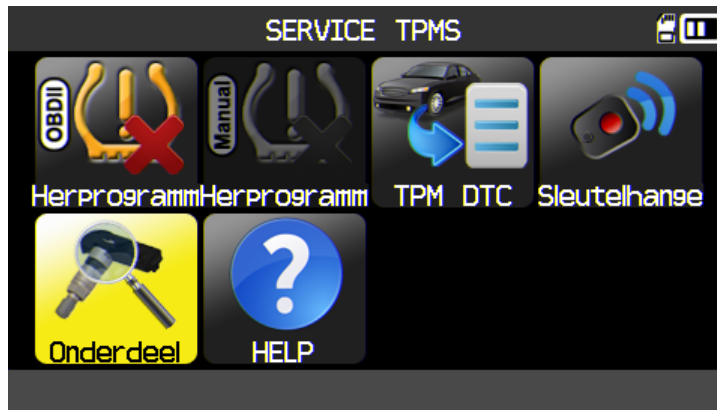 SERVICE TPMS
OBDII
Manual
Herprogramm Herprogramm TPM DTC Sleutelhange
Onderdeel HELP